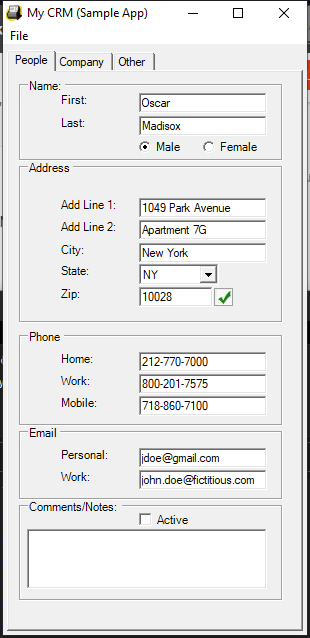 My CRM (Sample App)
File
People Company Other
Name:
First: Oscar
Last: Madisox
Male Female
Address
Add Line 1: 1049 Park Avenue
Add Line 2: Apartment 7G
City: New York
State: NY
Zip: 10028
Phone
Home: 212-770-7000
Work: 800-201-7575
Mobile: 718-860-7100
Email
Personal: jdoe@gmail.com
Work: john.doe@fictitious.com
Comments/Notes:
Active